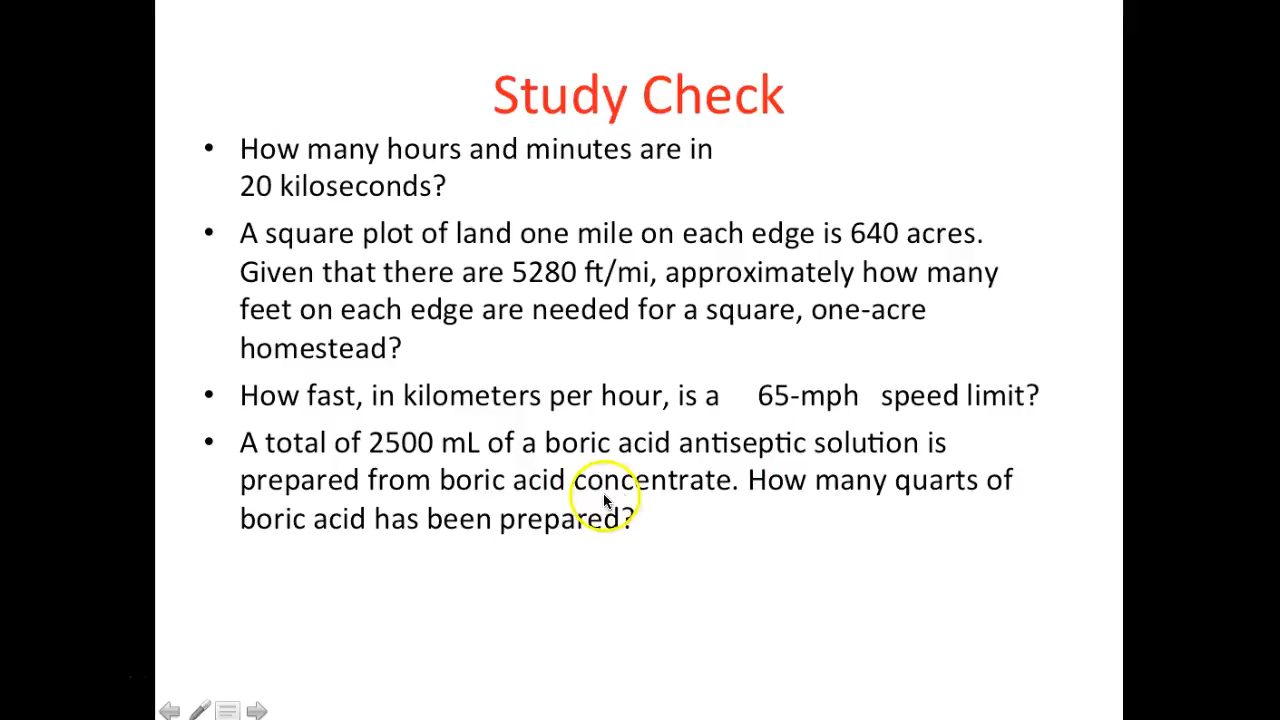 Study Check
• How many hours and minutes are in
20 kiloseconds?
• A square plot of land one mile on each edge is 640 acres.
Given that there are 5280 ft/mi, approximately how many
feet on each edge are needed for a square, one-acre
homestead?
• How fast, in kilometers per hour, is a 65-mph speed limit?
• A total of 2500 mL of a boric acid antiseptic solution is
prepared from boric acid concentrate. How many quarts of
boric acid has been prepared?